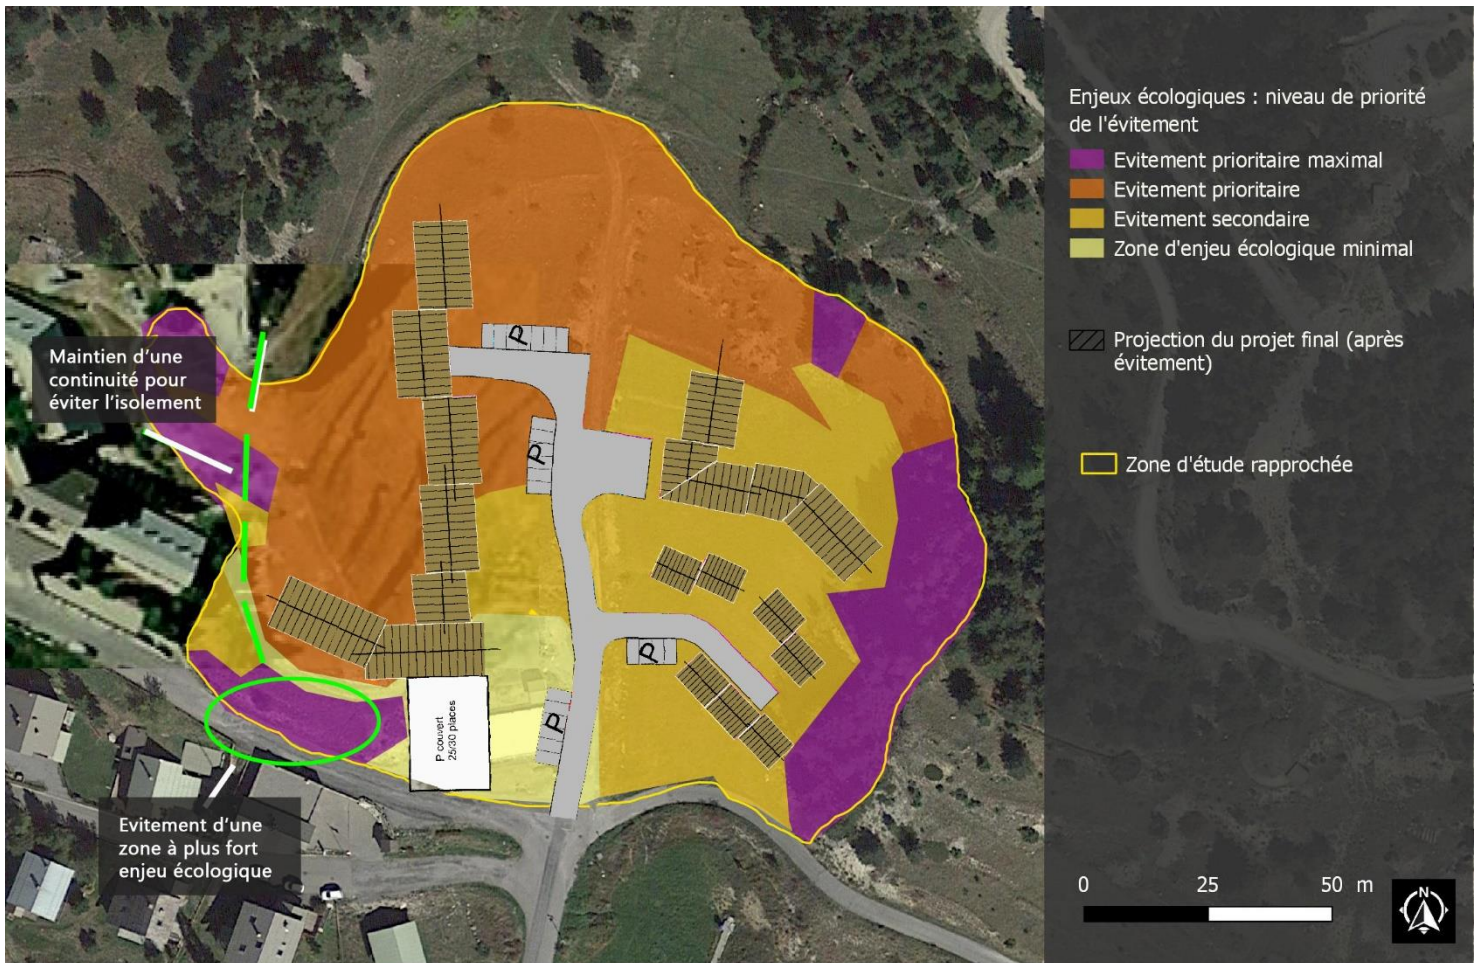 Enjeux écologiques : niveau de priorité
de l'évitement
Evitement prioritaire maximal
Evitement prioritaire
Evitement secondaire
Zone d'enjeu écologique minimal
Projection du projet final (après
évitement)
Zone d'étude rapprochée
Maintien d'une
continuité pour
éviter l'isolement
P
P
P
P
P couvert
25/30 places
Evitement d'une
zone à plus fort
enjeu écologique
0 25 50 m
N